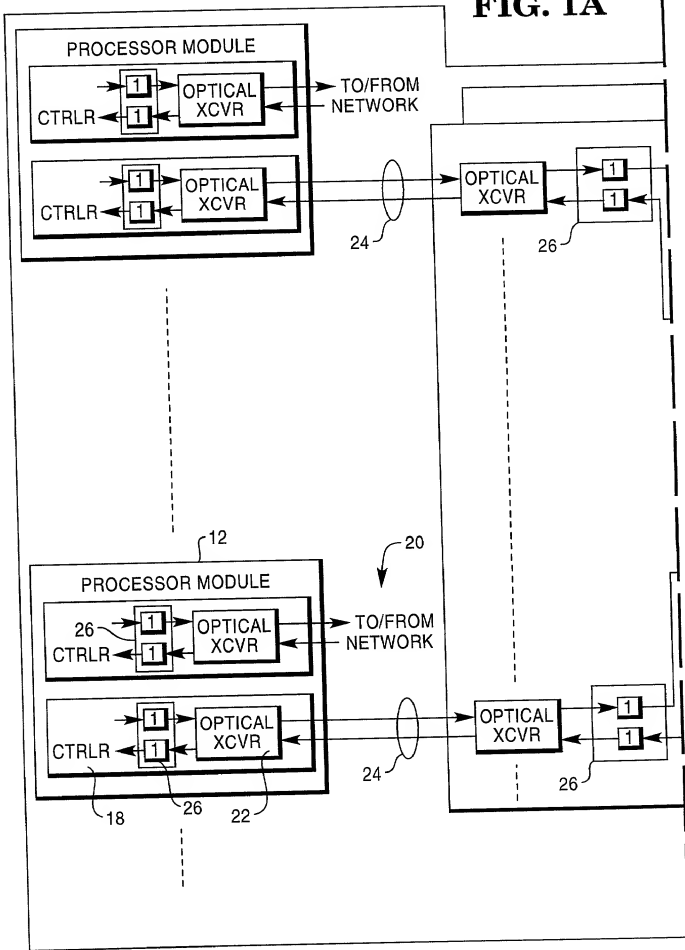 FIG. 1A
PROCESSOR MODULE
1
OPTICAL
XCVR
TO/FROM
NETWORK
CTRLR
1
1
OPTICAL
XCVR
CTRLR
1
24
OPTICAL
XCVR
1
1
26
12
20
PROCESSOR MODULE
26
1
OPTICAL
XCVR
TO/FROM
NETWORK
CTRLR
1
1
OPTICAL
XCVR
CTRLR
1
18
26
22
24
OPTICAL
XCVR
1
1
26